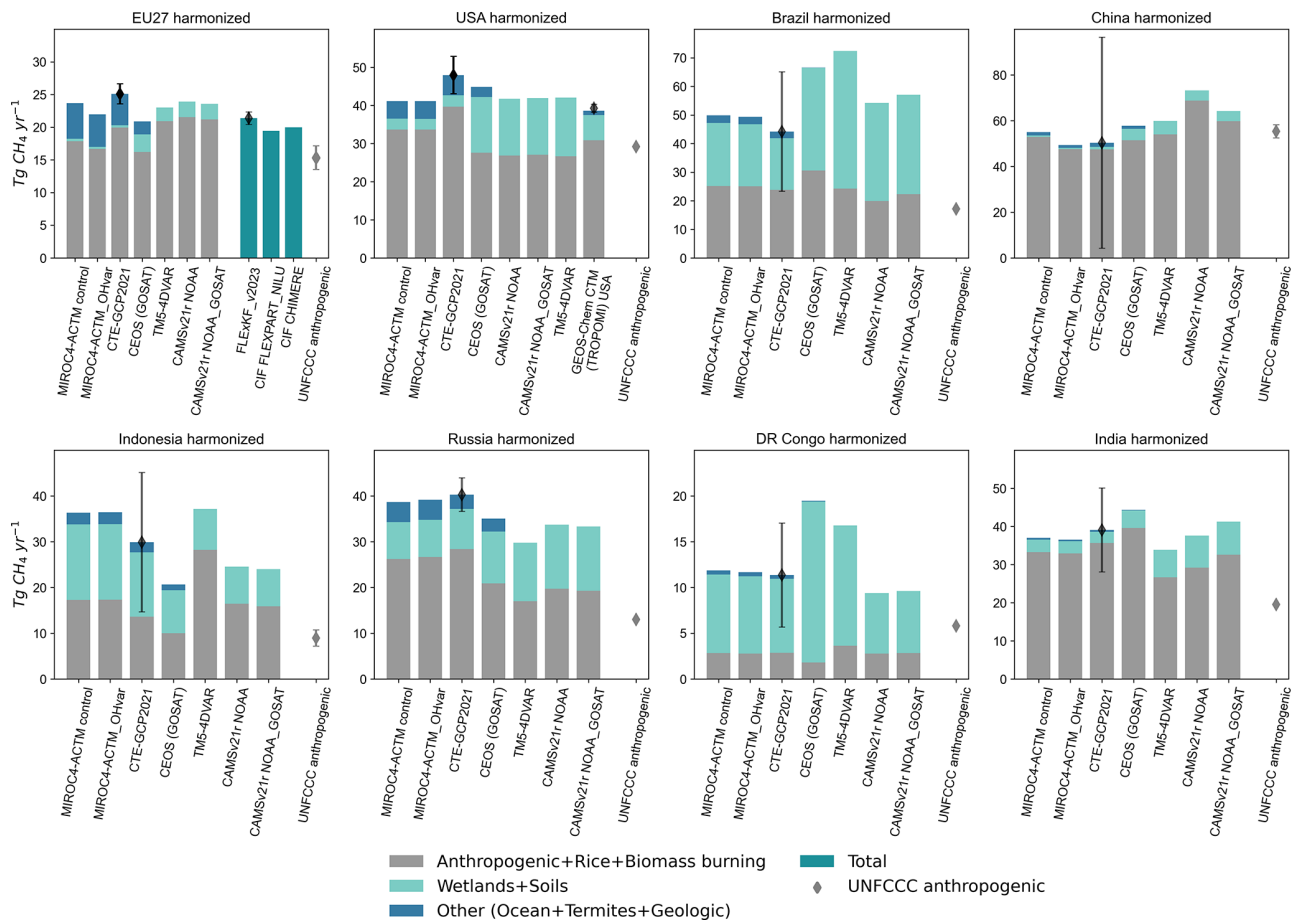 EU27 harmonized
Tg CH4 yr−1
30
25
20
15
10
5
0
MIROC4-ACTM control
MIROC4-ACTM_OHvar
CTE-GCP2021
CEOS (GOSAT)
TM5-4DVAR
CAMSv21r NOAA
CAMSv21r NOAA_GOSAT
FLExKF_v2023
CIF FLEXPART_NILU
CIF CHIMERE
UNFCCC anthropogenic
USA harmonized
50
40
30
20
10
0
MIROC4-ACTM control
MIROC4-ACTM_OHvar
CTE-GCP2021
CEOS (GOSAT)
CAMSv21r NOAA
CAMSv21r NOAA_GOSAT
TM5-4DVAR
GEOS-Chem CTM
(TROPOMI) USA
UNFCCC anthropogenic
Brazil harmonized
70
60
50
40
30
20
10
0
MIROC4-ACTM control
MIROC4-ACTM_OHvar
CTE-GCP2021
CEOS (GOSAT)
TM5-4DVAR
CAMSv21r NOAA
CAMSv21r NOAA_GOSAT
UNFCCC anthropogenic
China harmonized
80
60
40
20
0
MIROC4-ACTM control
MIROC4-ACTM_OHvar
CTE-GCP2021
CEOS (GOSAT)
TM5-4DVAR
CAMSv21r NOAA
CAMSv21r NOAA_GOSAT
UNFCCC anthropogenic
Indonesia harmonized
Tg CH4 yr−1
40
30
20
10
0
MIROC4-ACTM control
MIROC4-ACTM_OHvar
CTE-GCP2021
CEOS (GOSAT)
TM5-4DVAR
CAMSv21r NOAA
CAMSv21r NOAA_GOSAT
UNFCCC anthropogenic
Russia harmonized
40
30
20
10
0
MIROC4-ACTM control
MIROC4-ACTM_OHvar
CTE-GCP2021
CEOS (GOSAT)
TM5-4DVAR
CAMSv21r NOAA
CAMSv21r NOAA_GOSAT
UNFCCC anthropogenic
DR Congo harmonized
20
15
10
5
0
MIROC4-ACTM control
MIROC4-ACTM_OHvar
CTE-GCP2021
CEOS (GOSAT)
TM5-4DVAR
CAMSv21r NOAA
CAMSv21r NOAA_GOSAT
UNFCCC anthropogenic
India harmonized
50
40
30
20
10
0
MIROC4-ACTM control
MIROC4-ACTM_OHvar
CTE-GCP2021
CEOS (GOSAT)
TM5-4DVAR
CAMSv21r NOAA
CAMSv21r NOAA_GOSAT
UNFCCC anthropogenic
Anthropogenic+Rice+Biomass burning
Wetlands+Soils
Other (Ocean+Termites+Geologic)
Total
UNFCCC anthropogenic